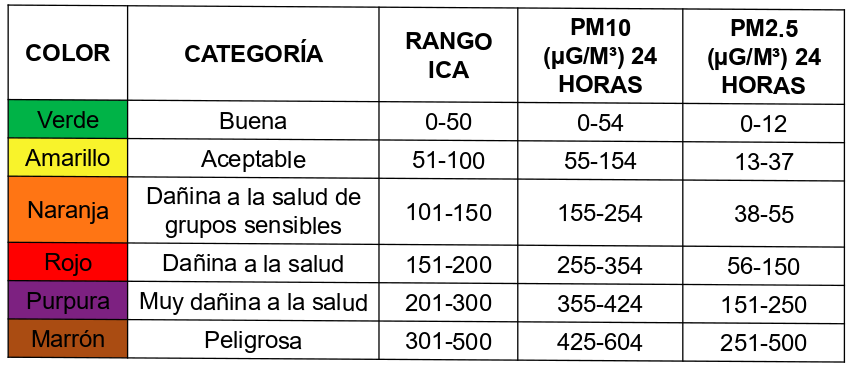 COLOR CATEGORÍA RANGO ICA PM10 (µG/M³) 24 HORAS PM2.5 (µG/M³) 24 HORAS
Verde Buena 0-50 0-54 0-12
Amarillo Aceptable 51-100 55-154 13-37
Naranja Dañina a la salud de grupos sensibles 101-150 155-254 38-55
Rojo Dañina a la salud 151-200 255-354 56-150
Purpura Muy dañina a la salud 201-300 355-424 151-250
Marrón Peligrosa 301-500 425-604 251-500